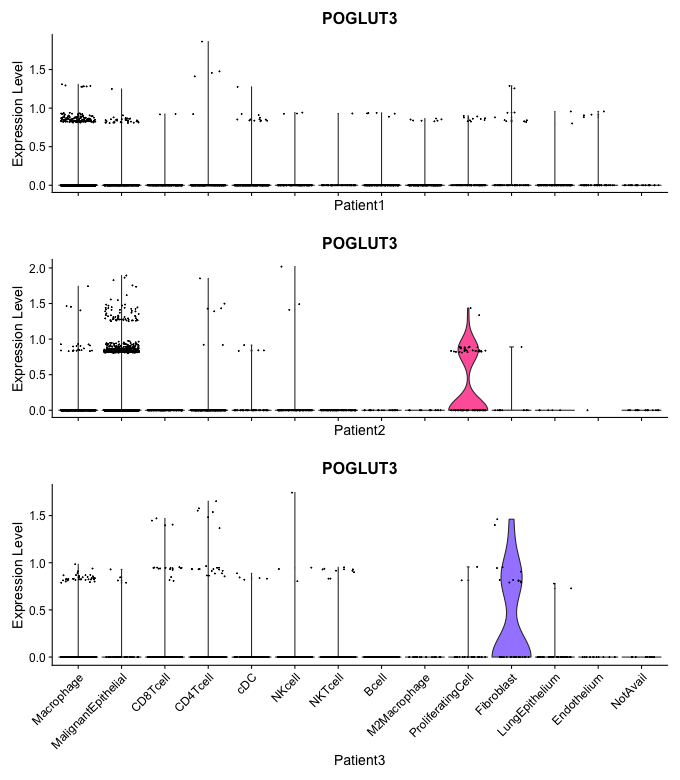 POGLUT3
Expression Level
1.5
1.0
0.5
0.0
Patient1
POGLUT3
Expression Level
2.0
1.5
1.0
0.5
0.0
Patient2
POGLUT3
Expression Level
1.5
1.0
0.5
0.0
Macrophage
MalignantEpithelial
CD8Tcell
CD4Tcell
cDC
NKcell
NKTcell
Bcell
M2Macrophage
ProliferatingCell
Fibroblast
LungEpithelium
Endothelium
NotAvail
Patient3